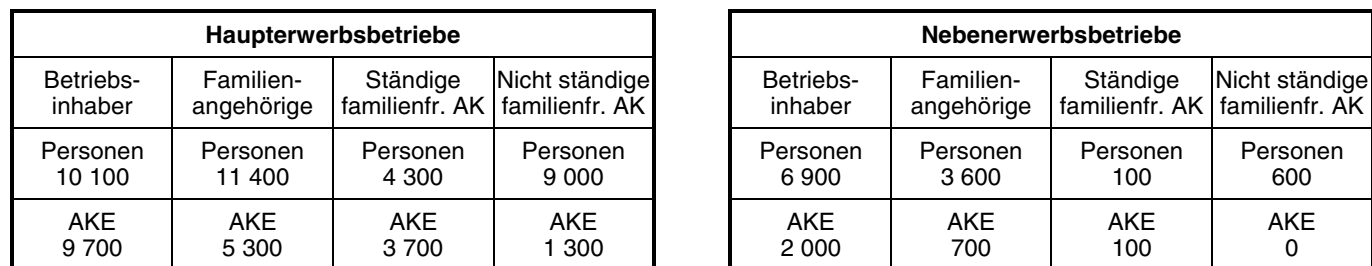 Haupterwerbsbetriebe
Betriebs- Familien- Ständige Nicht ständige
inhaber angehörige familienfr. AK familienfr. AK
Personen Personen Personen Personen
10 100 11 400 4 300 9 000
AKE AKE AKE AKE
9 700 5 300 3 700 1 300
Nebenerwerbsbetriebe
Betriebs- Familien- Ständige Nicht ständige
inhaber angehörige familienfr. AK familienfr. AK
Personen Personen Personen Personen
6 900 3 600 100 600
AKE AKE AKE AKE
2 000 700 100 0